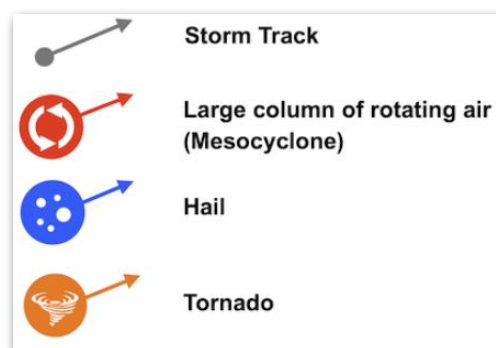 Storm Track
Large column of rotating air
(Mesocyclone)
Hail
Tornado